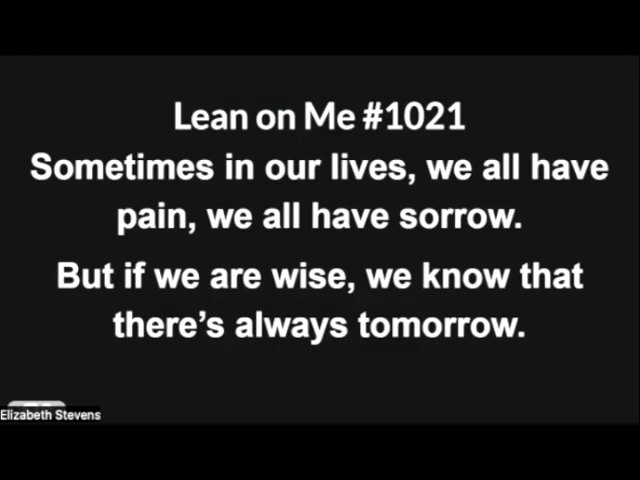 Lean on Me #1021
Sometimes in our lives, we all have
pain, we all have sorrow.
But if we are wise, we know that
there's always tomorrow.
Elizabeth Stevens